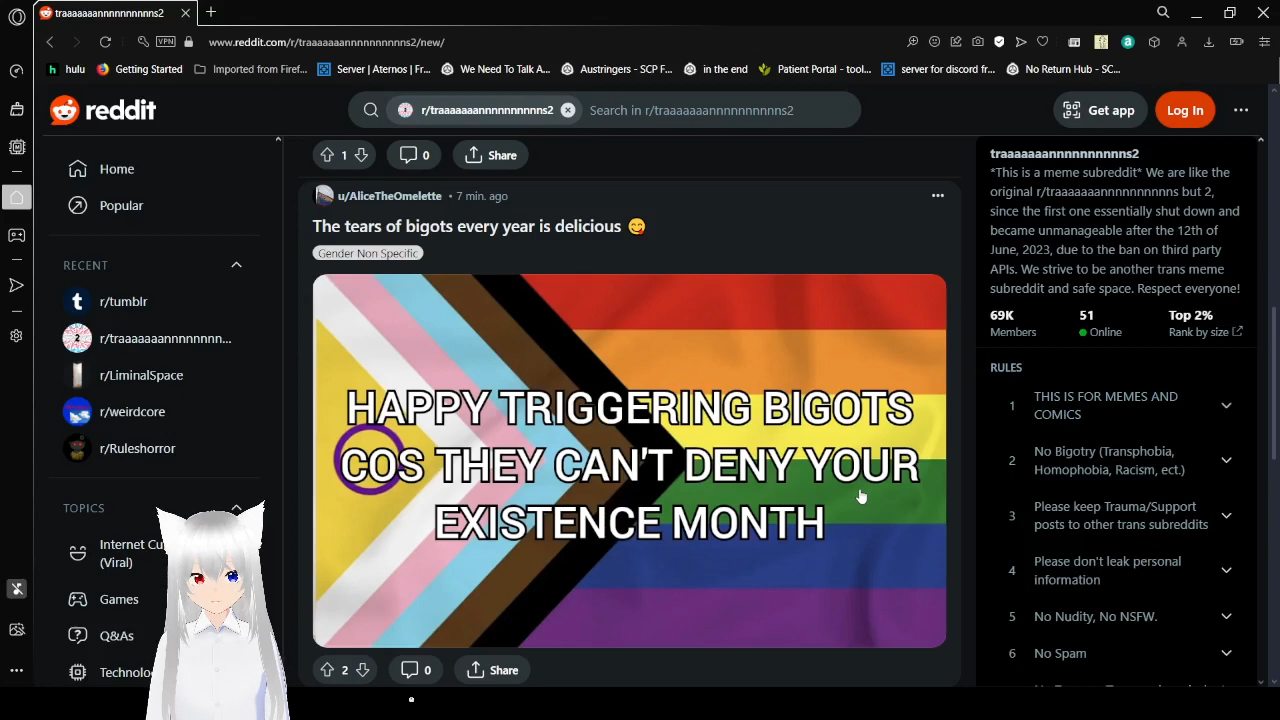 traaaaaaannnnnnnnnns2
VPN
www.reddit.com/r/traaaaaaannnnnnnnnns2/new/
hulu
Getting Started
Imported from Firef...
Server | Aternos | Fr...
We Need To Talk A...
Austringers - SCP F...
in the end
Patient Portal - tool...
server for discord fr...
No Return Hub - SC...
reddit
r/traaaaaaannnnnnnnnns2
Search in r/traaaaaaannnnnnnnnns2
Get app
Log In
Home
Popular
RECENT
r/tumblr
r/traaaaaaannnnnnn...
r/LiminalSpace
r/weirdcore
r/Ruleshorror
TOPICS
Internet Cu
(Viral)
Games
Q&As
Technolo
1
0
Share
u/AliceTheOmelette • 7 min. ago
The tears of bigots every year is delicious 😋
Gender Non Specific
HAPPY TRIGGERING BIGOTS
COS THEY CAN'T DENY YOUR
EXISTENCE MONTH
2
0
Share
traaaaaaannnnnnnnnns2
*This is a meme subreddit* We are like the
original r/traaaaaaannnnnnnnnns but 2,
since the first one essentially shut down and
became unmanageable after the 12th of
June, 2023, due to the ban on third party
APIs. We strive to be another trans meme
subreddit and safe space. Respect everyone!
69K
Members
51
Online
Top 2%
Rank by size
RULES
1
THIS IS FOR MEMES AND
COMICS
2
No Bigotry (Transphobia,
Homophobia, Racism, ect.)
3
Please keep Trauma/Support
posts to other trans subreddits
4
Please don't leak personal
information
5
No Nudity, No NSFW.
6
No Spam